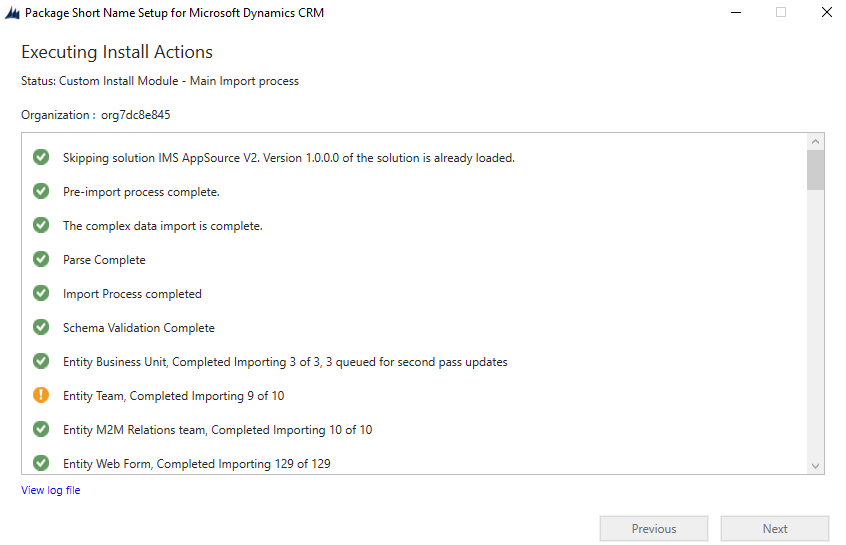 Package Short Name Setup for Microsoft Dynamics CRM
Executing Install Actions
Status: Custom Install Module - Main Import process
Organization : org7dc8e845
Skipping solution IMS AppSource V2. Version 1.0.0.0 of the solution is already loaded.
Pre-import process complete.
The complex data import is complete.
Parse Complete
Import Process completed
Schema Validation Complete
Entity Business Unit, Completed Importing 3 of 3, 3 queued for second pass updates
Entity Team, Completed Importing 9 of 10
Entity M2M Relations team, Completed Importing 10 of 10
Entity Web Form, Completed Importing 129 of 129
View log file
Previous
Next